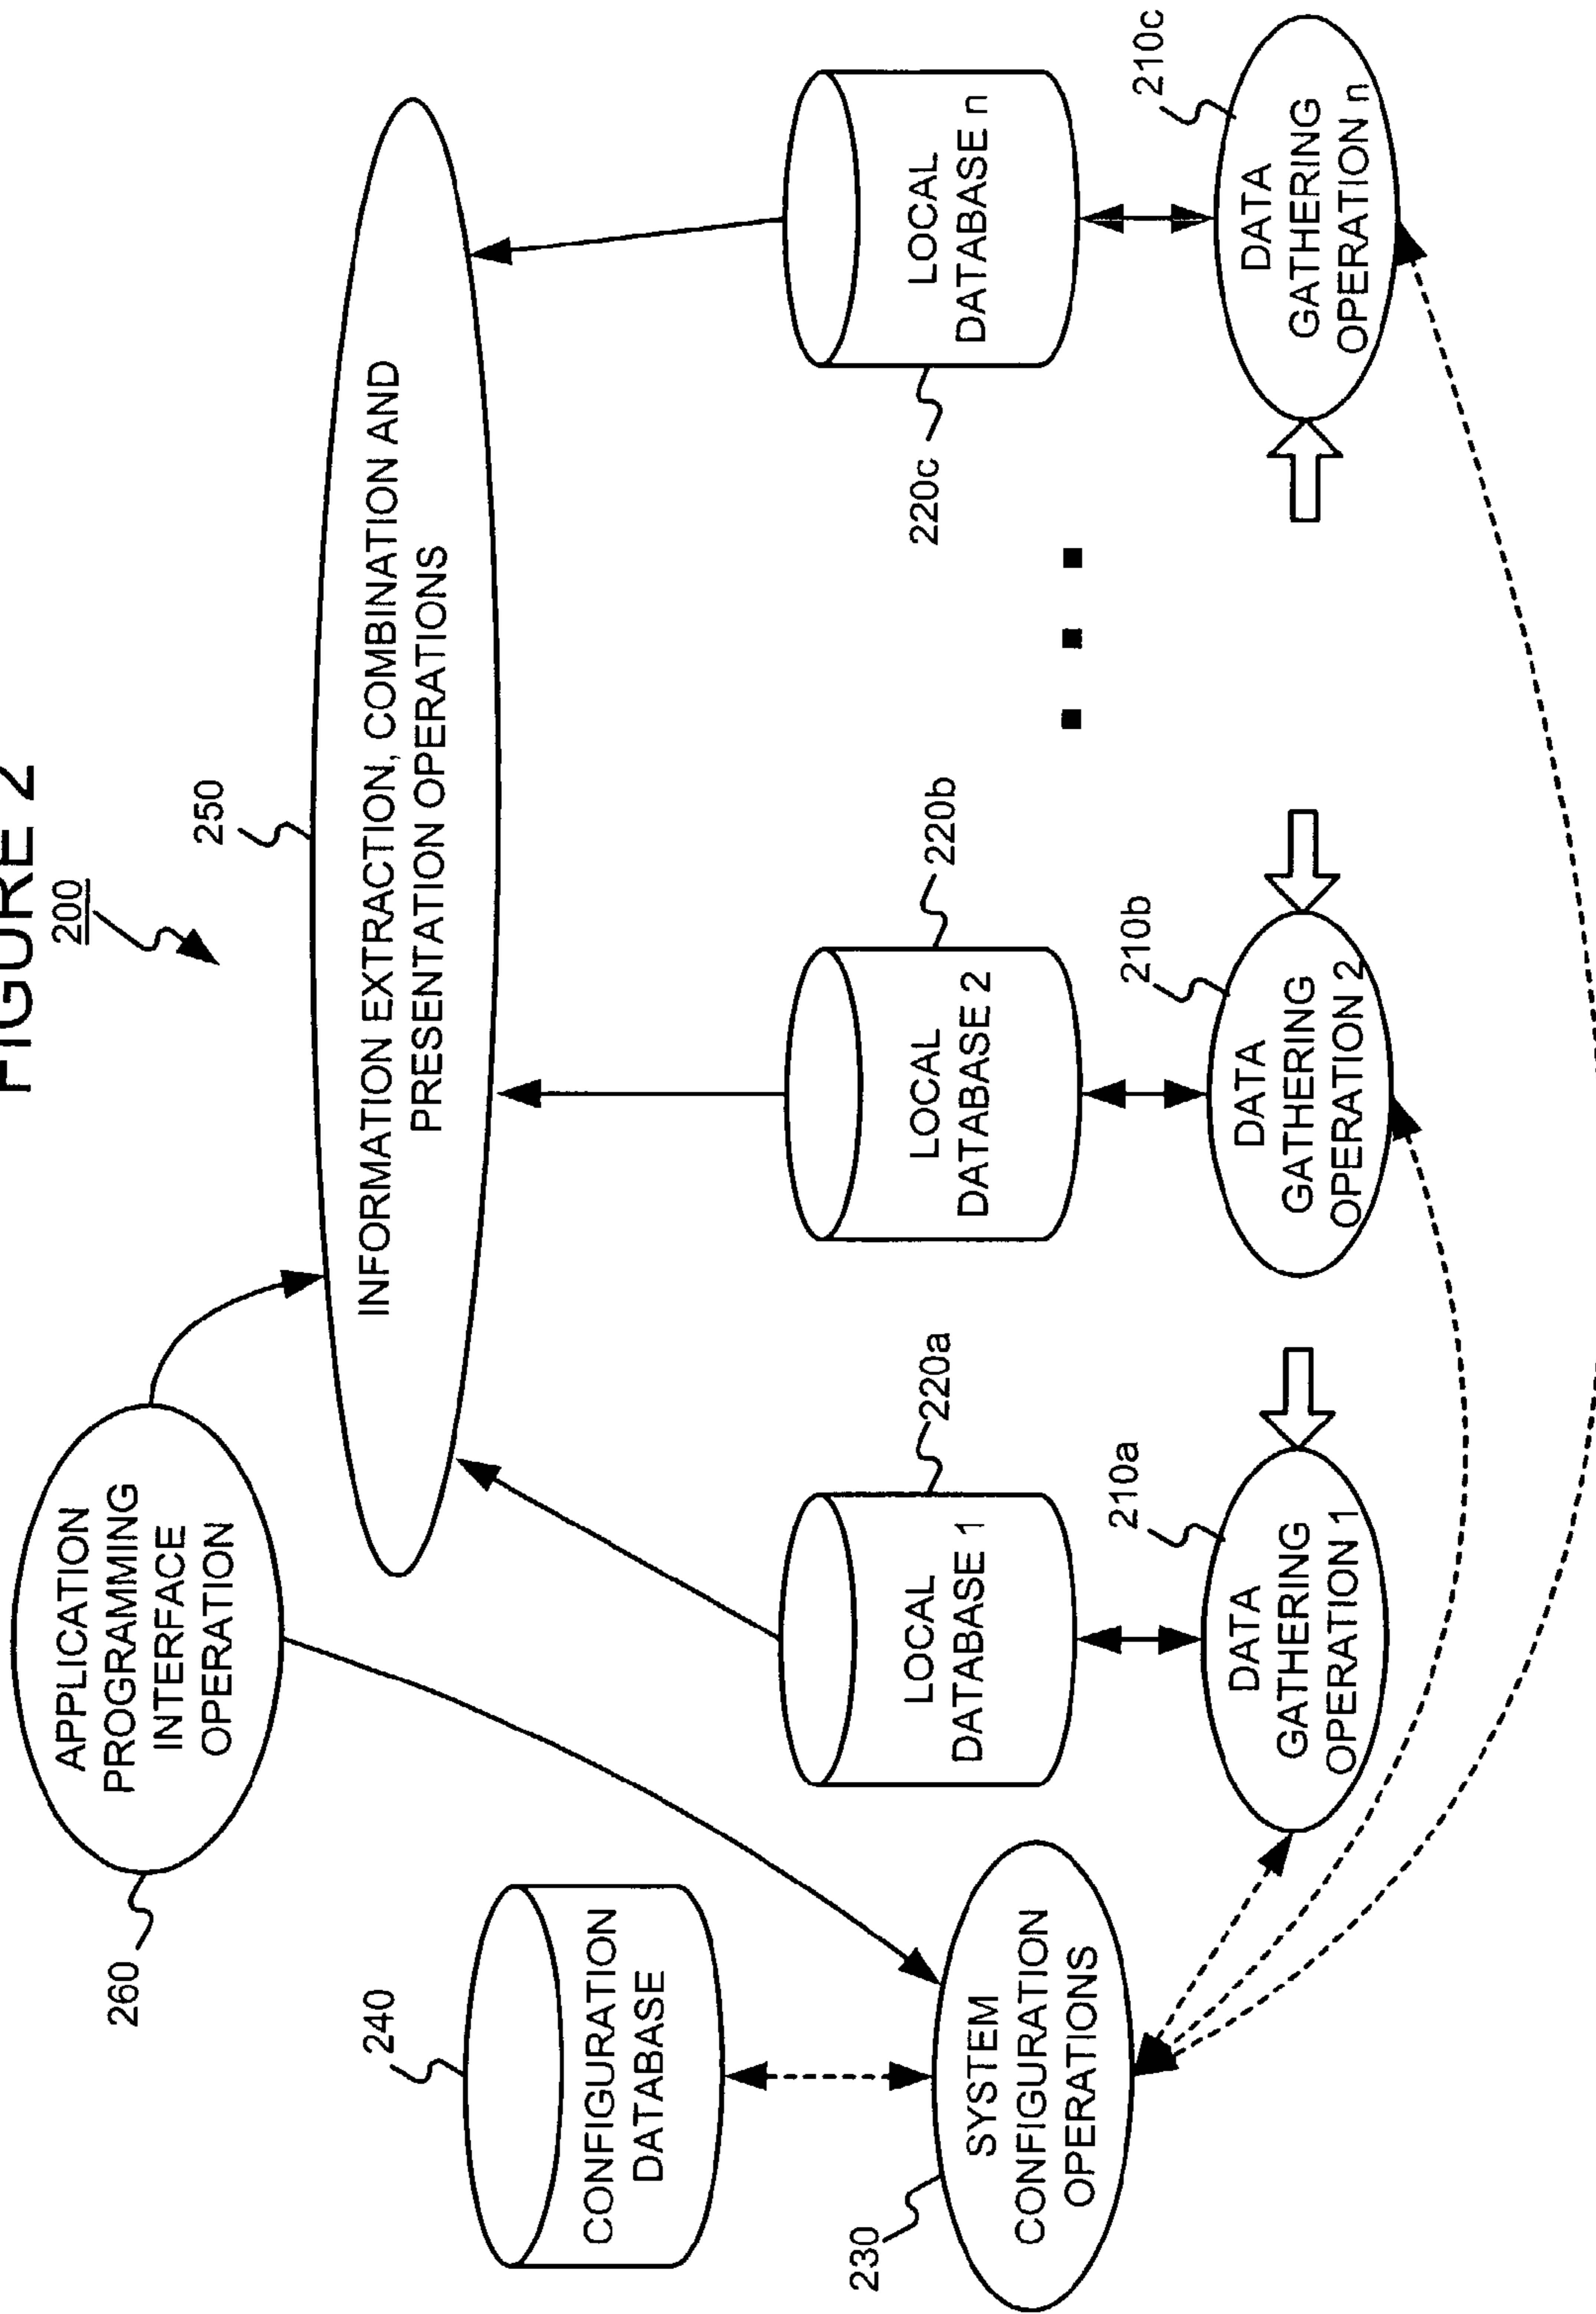 FIGURE 2
200
APPLICATION
PROGRAMMING
INTERFACE
OPERATION
260
250
INFORMATION EXTRACTION, COMBINATION AND
PRESENTATION OPERATIONS
240
CONFIGURATION
DATABASE
LOCAL
DATABASE 1
220a
LOCAL
DATABASE 2
220b
LOCAL
DATABASE n
220c
230
SYSTEM
CONFIGURATION
OPERATIONS
210a
DATA
GATHERING
OPERATION 1
210b
DATA
GATHERING
OPERATION 2
210c
DATA
GATHERING
OPERATION n